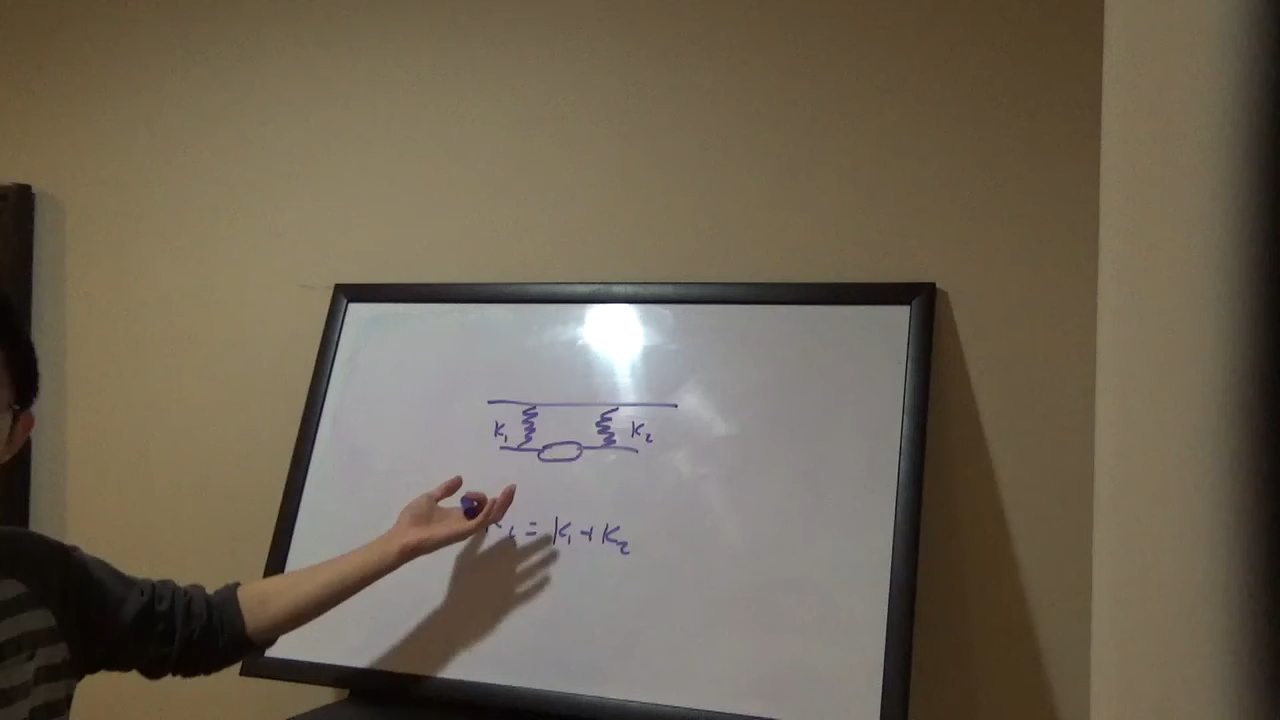 K₁ K₂
= K₁ + K₂